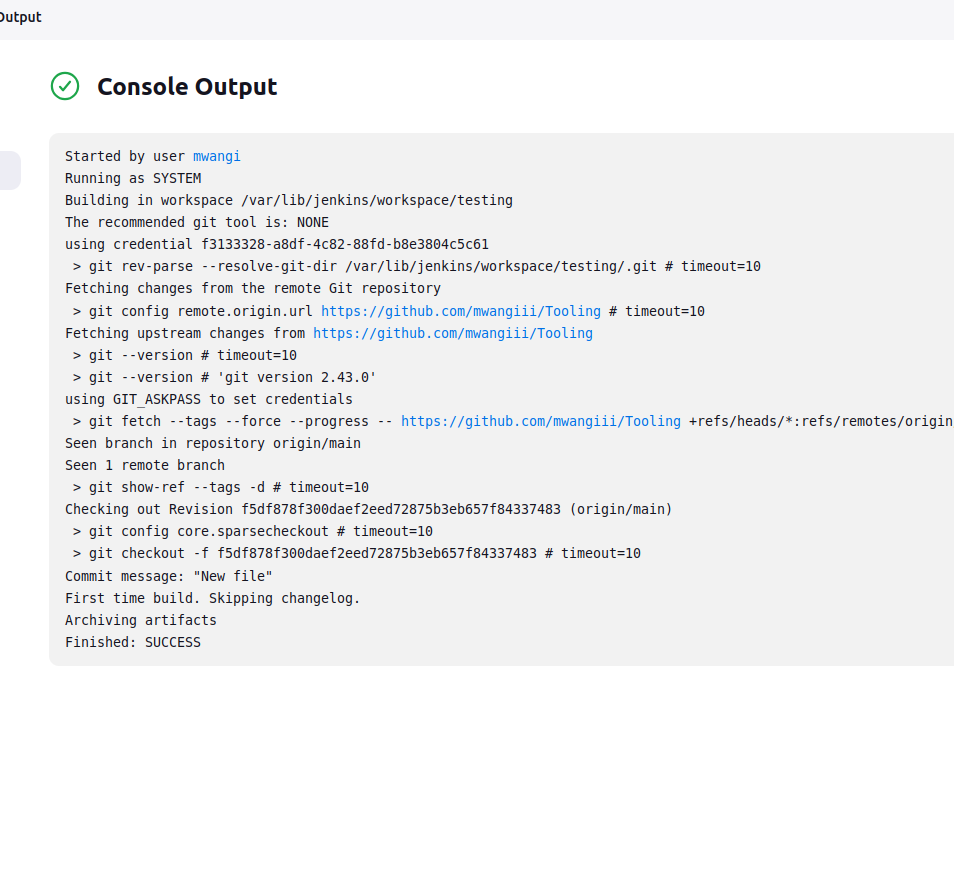 Output
Console Output
Started by user mwangi
Running as SYSTEM
Building in workspace /var/lib/jenkins/workspace/testing
The recommended git tool is: NONE
using credential f3133328-a8df-4c82-88fd-b8e3804c5c61
 > git rev-parse --resolve-git-dir /var/lib/jenkins/workspace/testing/.git # timeout=10
Fetching changes from the remote Git repository
 > git config remote.origin.url https://github.com/mwangiii/Tooling # timeout=10
Fetching upstream changes from https://github.com/mwangiii/Tooling
 > git --version # timeout=10
 > git --version # 'git version 2.43.0'
using GIT_ASKPASS to set credentials
 > git fetch --tags --force --progress -- https://github.com/mwangiii/Tooling +refs/heads/*:refs/remotes/origin
Seen branch in repository origin/main
Seen 1 remote branch
 > git show-ref --tags -d # timeout=10
Checking out Revision f5df878f300daef2eed72875b3eb657f84337483 (origin/main)
 > git config core.sparsecheckout # timeout=10
 > git checkout -f f5df878f300daef2eed72875b3eb657f84337483 # timeout=10
Commit message: "New file"
First time build. Skipping changelog.
Archiving artifacts
Finished: SUCCESS